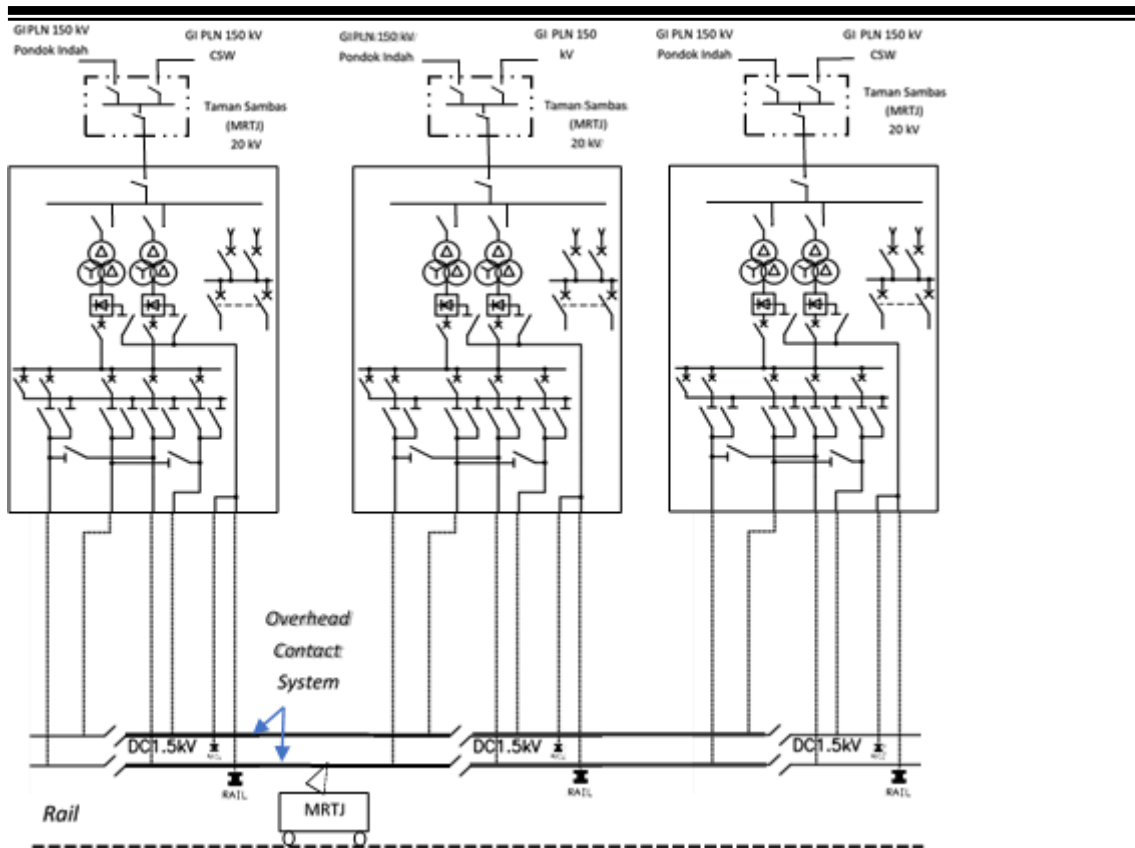 GI PLN 150 kV
Pondok Indah
GI PLN 150 kV
CSW
Taman Sambas
(MRTJ)
20 kV
GI PLN 150 kV
Pondok Indah
GI PLN 150
kV
Taman Sambas
(MRTJ)
20 kV
GI PLN 150 kV
Pondok Indah
GI PLN 150 kV
CSW
Taman Sambas
(MRTJ)
20 kV
Overhead
Contact
System
DC1.5kV
DC1.5kV
DC1.5kV
RAIL
RAIL
RAIL
Rail
MRTJ